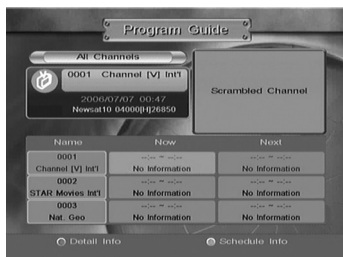 Program Guide
All Channels
0001 Channel [V] Int'l
2006/07/07 00:47
Newsat10 04000[H]26850
Scrambled Channel
Name Now Next
0001 --:-- ~ --:-- --:-- ~ --:--
Channel [V] Int'l No Information No Information
0002 --:-- ~ --:-- --:-- ~ --:--
STAR Movies Int'l No Information No Information
0003 --:-- ~ --:-- --:-- ~ --:--
Nat. Geo No Information No Information
Detail Info Schedule Info